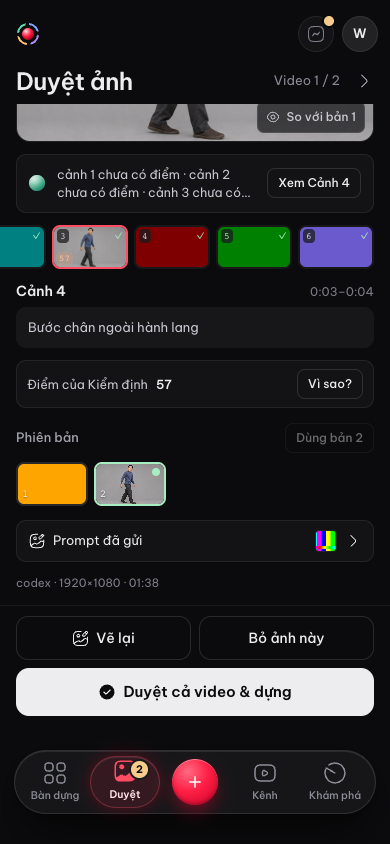 W
Duyệt ảnh
Video 1 / 2
So với bản 1
cảnh 1 chưa có điểm · cảnh 2
chưa có điểm · cảnh 3 chưa có…
Xem Cảnh 4
3
57
4
5
6
Cảnh 4
0:03–0:04
Bước chân ngoài hành lang
Điểm của Kiểm định 57
Vì sao?
Phiên bản
Dùng bản 2
1
2
Prompt đã gửi
codex · 1920×1080 · 01:38
Vẽ lại
Bỏ ảnh này
Duyệt cả video & dựng
2
Bàn dựng
Duyệt
Kênh
Khám phá